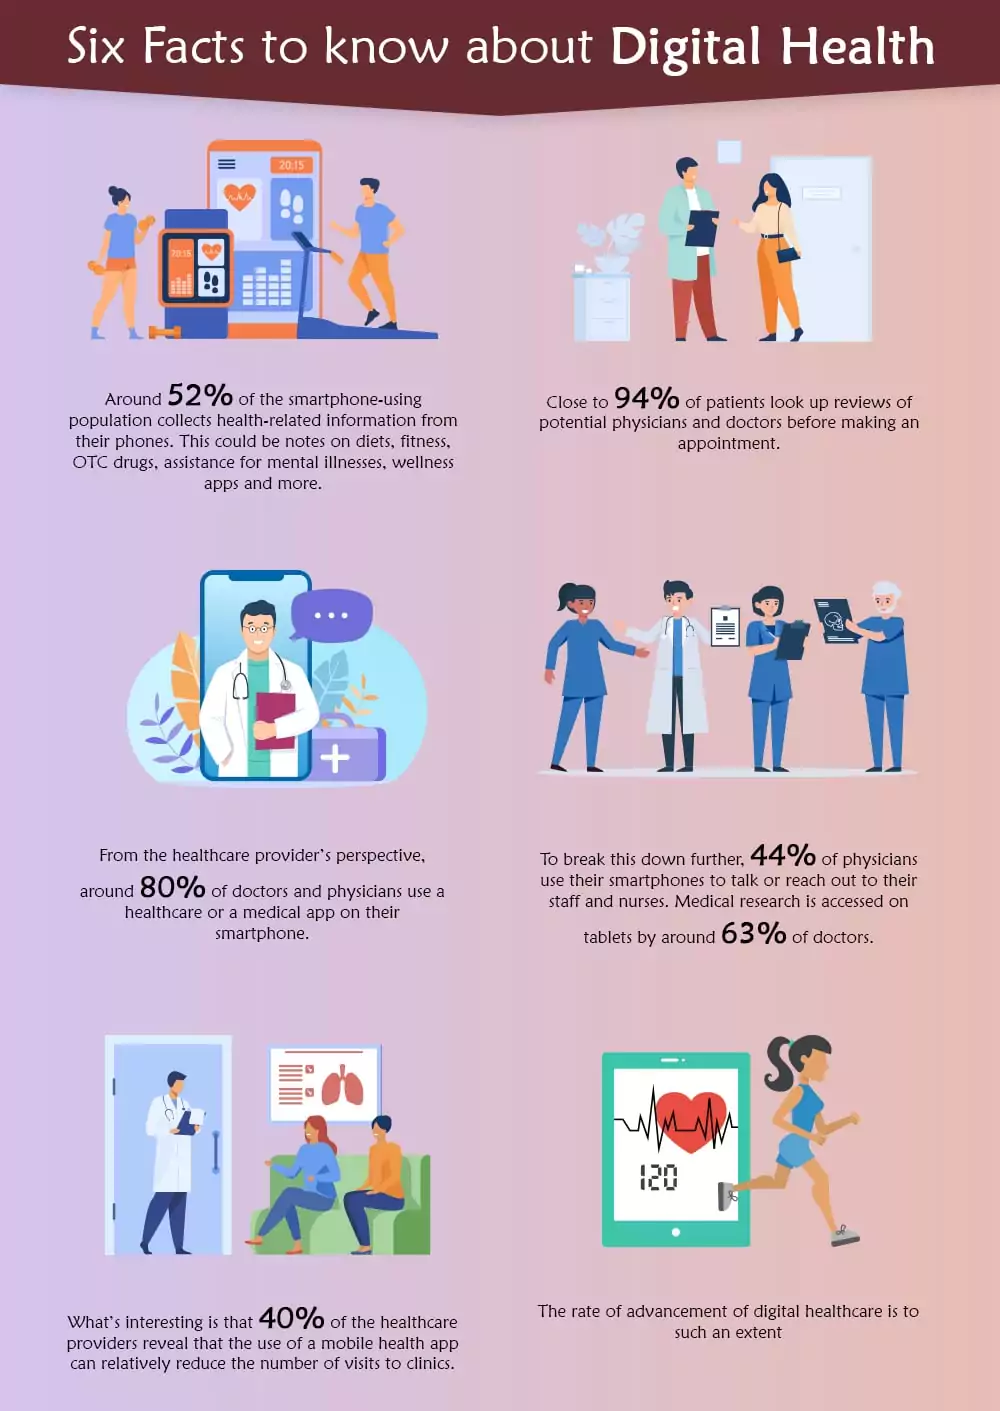 Six Facts to know about Digital Health
20:15
20:15
Around 52% of the smartphone-using
population collects health-related information from
their phones. This could be notes on diets, fitness,
OTC drugs, assistance for mental illnesses, wellness
apps and more.
Close to 94% of patients look up reviews of
potential physicians and doctors before making an
appointment.
From the healthcare provider’s perspective,
around 80% of doctors and physicians use a
healthcare or a medical app on their
smartphone.
To break this down further, 44% of physicians
use their smartphones to talk or reach out to their
staff and nurses. Medical research is accessed on
tablets by around 63% of doctors.
120
What’s interesting is that 40% of the healthcare
providers reveal that the use of a mobile health app
can relatively reduce the number of visits to clinics.
The rate of advancement of digital healthcare is to
such an extent